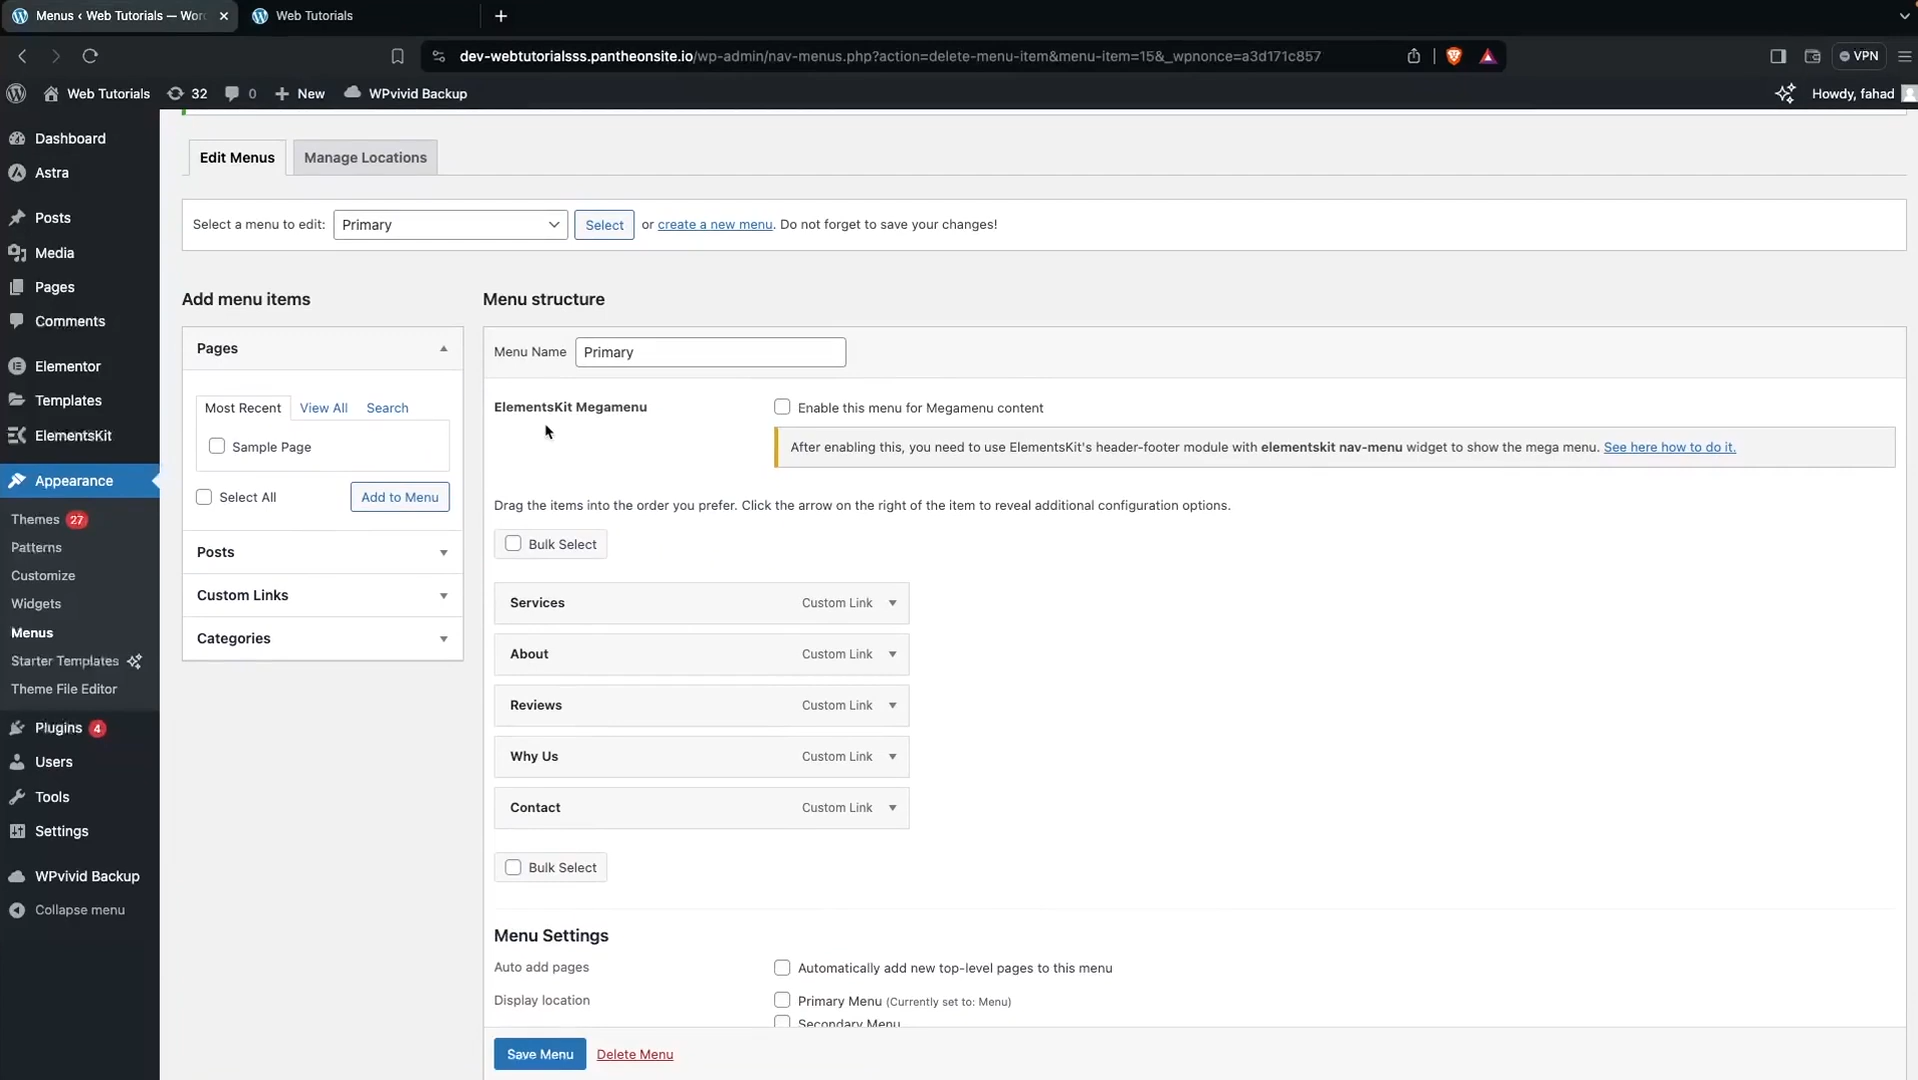 Menus ‹ Web Tutorials — Wor
Web Tutorials
dev-webtutorialsss.pantheonsite.io/wp-admin/nav-menus.php?action=delete-menu-item&menu-item=15&_wpnonce=a3d171c857
VPN
Web Tutorials
32
0
New
WPvivid Backup
Howdy, fahad
Dashboard
Astra
Posts
Media
Pages
Comments
Elementor
Templates
ElementsKit
Appearance
Themes 27
Patterns
Customize
Widgets
Menus
Starter Templates
Theme File Editor
Plugins 4
Users
Tools
Settings
WPvivid Backup
Collapse menu
Edit Menus
Manage Locations
Select a menu to edit: Primary Select or create a new menu. Do not forget to save your changes!
Add menu items
Pages
Most Recent View All Search
Sample Page
Select All Add to Menu
Posts
Custom Links
Categories
Menu structure
Menu Name Primary
ElementsKit Megamenu
Enable this menu for Megamenu content
After enabling this, you need to use ElementsKit's header-footer module with elementskit nav-menu widget to show the mega menu. See here how to do it.
Drag the items into the order you prefer. Click the arrow on the right of the item to reveal additional configuration options.
Bulk Select
Services Custom Link
About Custom Link
Reviews Custom Link
Why Us Custom Link
Contact Custom Link
Bulk Select
Menu Settings
Auto add pages Automatically add new top-level pages to this menu
Display location Primary Menu (Currently set to: Menu)
Secondary Menu
Save Menu Delete Menu